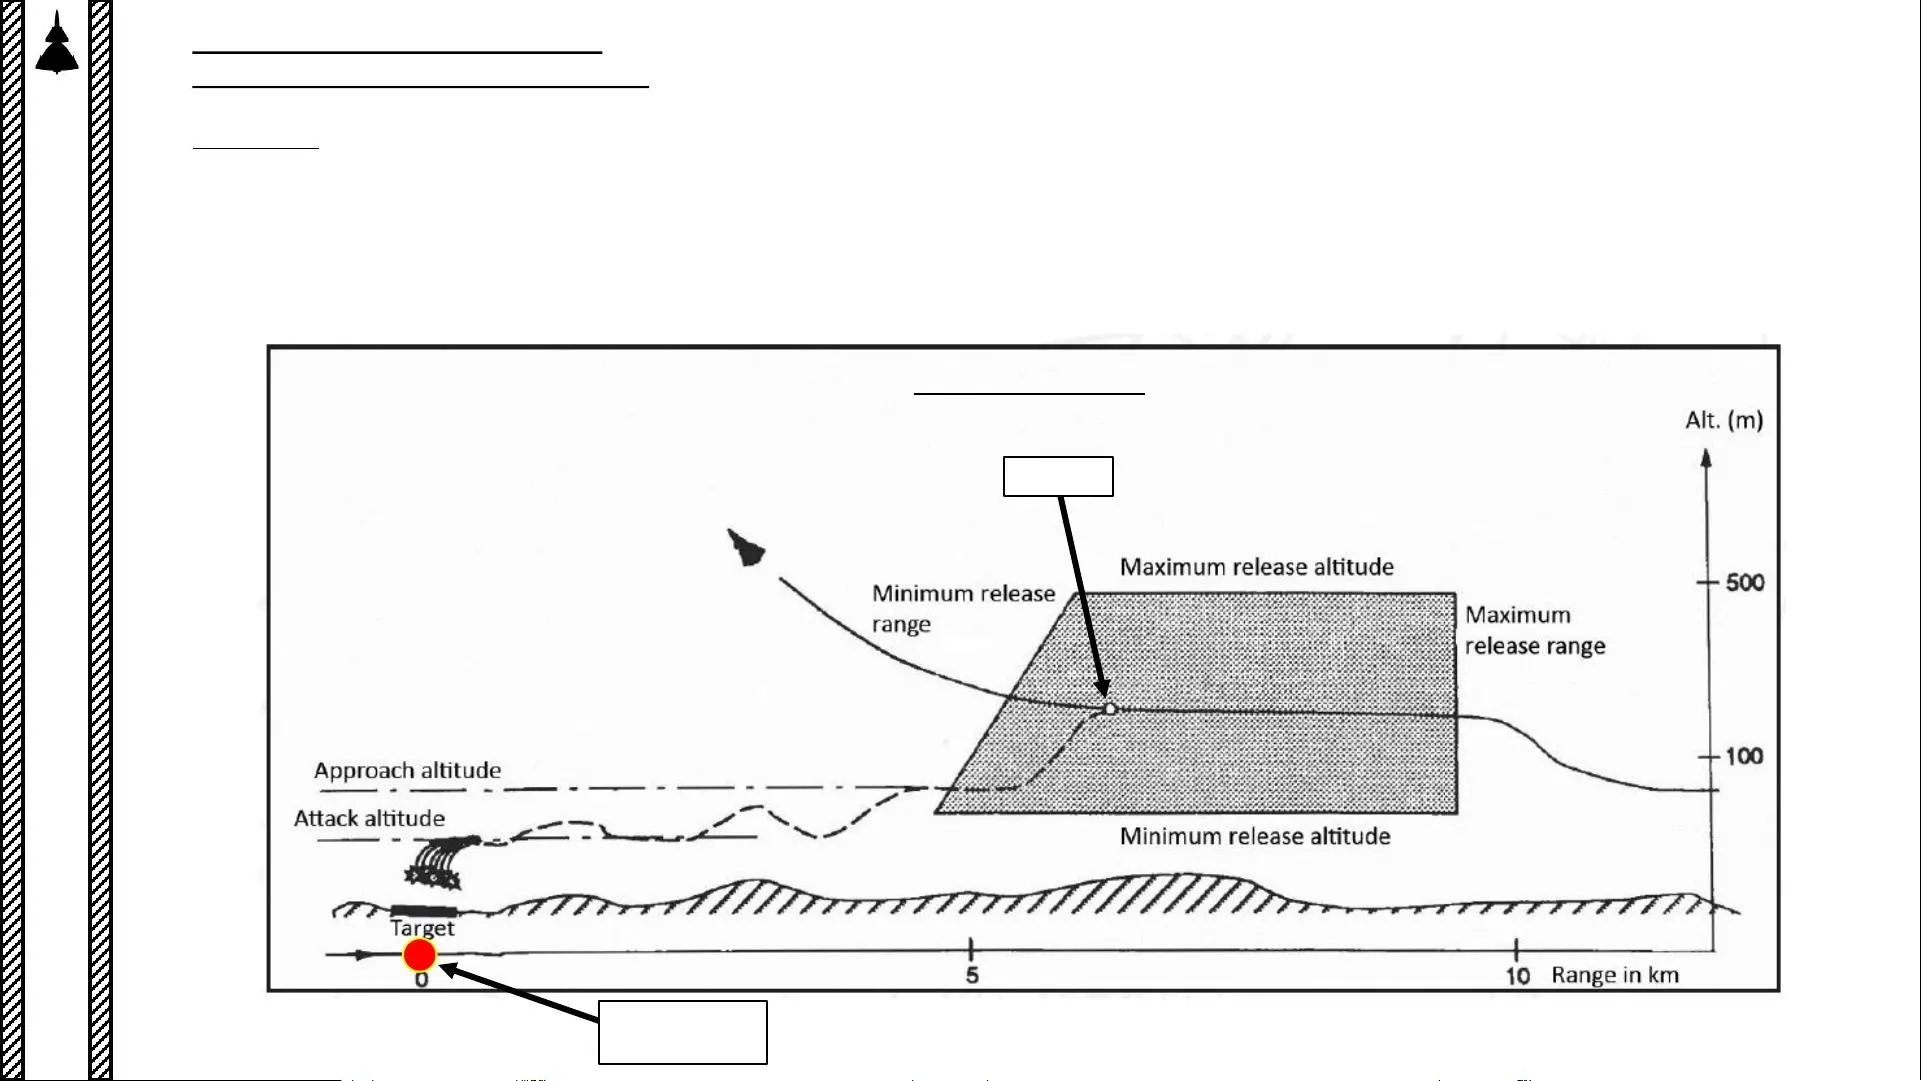 Alt. (m)
Maximum release altitude
500
Minimum release
range
Maximum
release range
100
Approach altitude
Attack altitude
Minimum release altitude
Target
0
5
10
Range in km